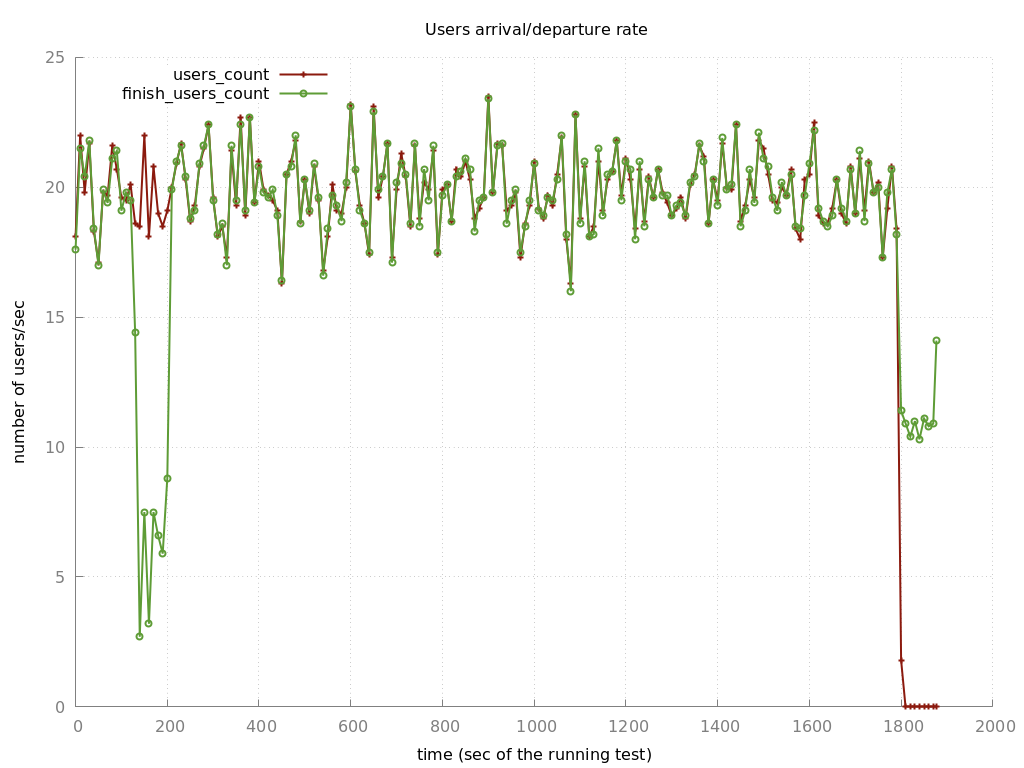 Users arrival/departure rate
users_count
finish_users_count
number of users/sec
25
20
15
10
5
0
0 200 400 600 800 1000 1200 1400 1600 1800 2000
time (sec of the running test)